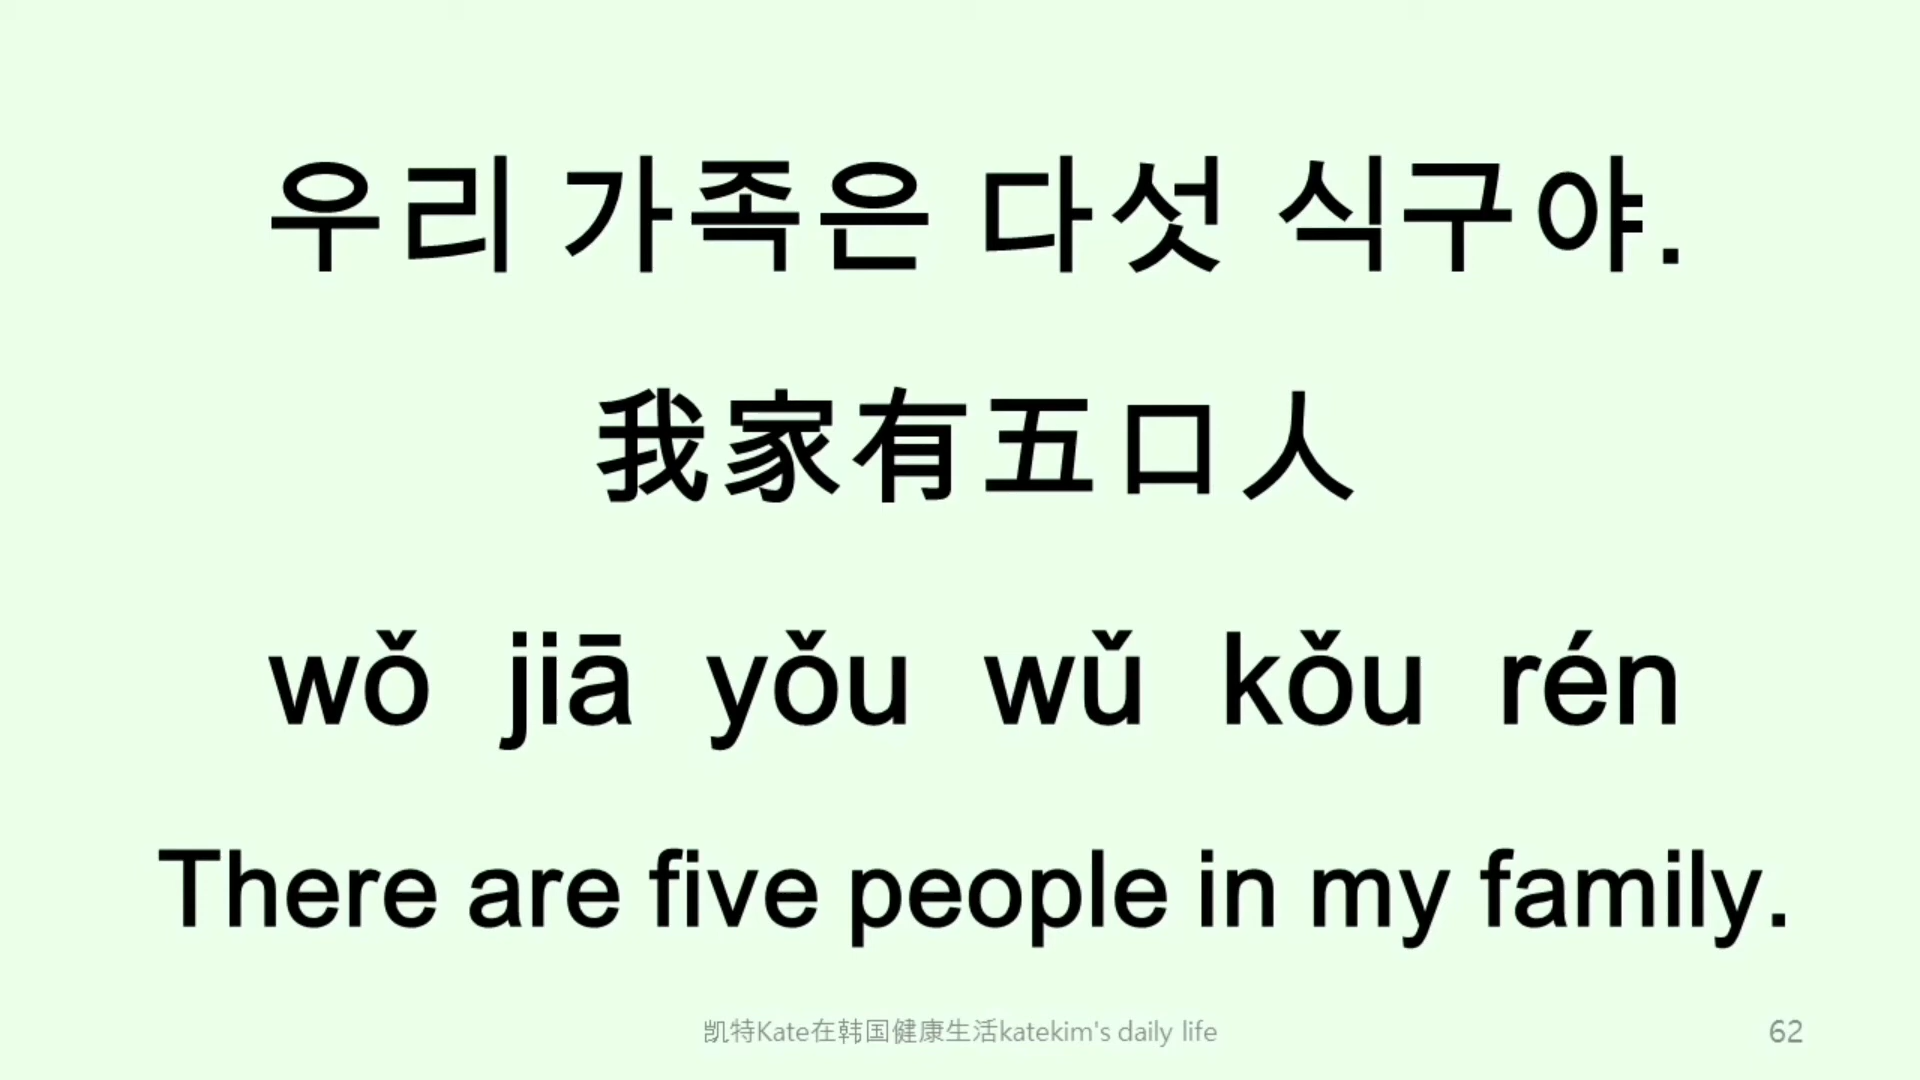 우리 가족은 다섯 식구야.
我家有五口人
wǒ jiā yǒu wǔ kǒu rén
There are five people in my family.
凯特Kate在韩国健康生活katekim's daily life
62